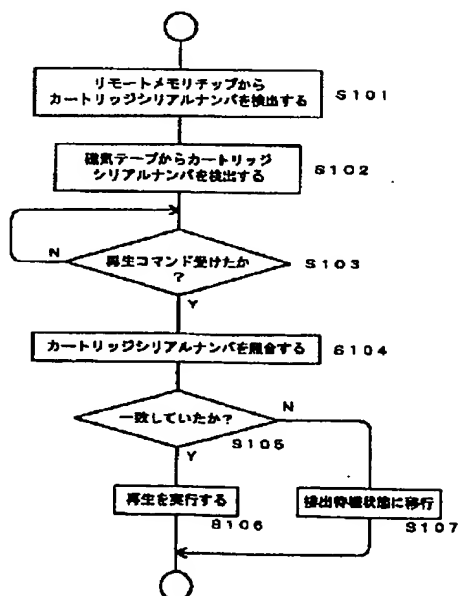 リモートメモリチップから
カートリッジシリアルナンバを検出する
S101
磁気テープからカートリッジ
シリアルナンバを検出する
S102
N
再生コマンド受けたか
?
S103
Y
カートリッジシリアルナンバを照合する
S104
一致していたか?
N
S105
Y
再生を実行する
S106
排出待機状態に移行
S107